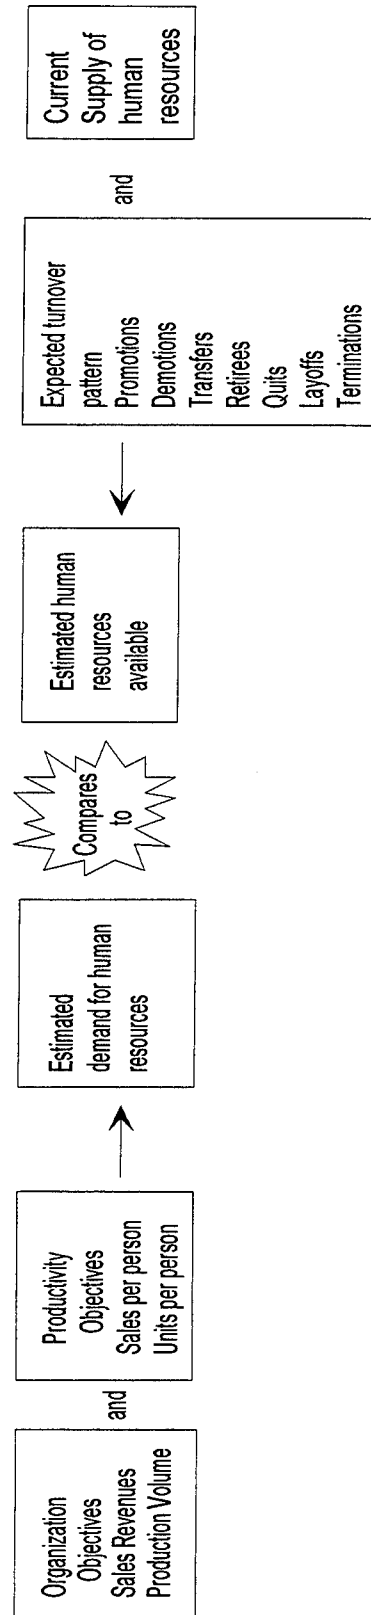 Organization
Objectives
Sales Revenues
Production Volume
and
Productivity
Objectives
Sales per person
Units per person
Estimated
demand for human
resources
Compares
to
Estimated human
resources
available
Expected turnover
pattern
Promotions
Demotions
Transfers
Retirees
Quits
Layoffs
Terminations
and
Current
Supply of
human
resources